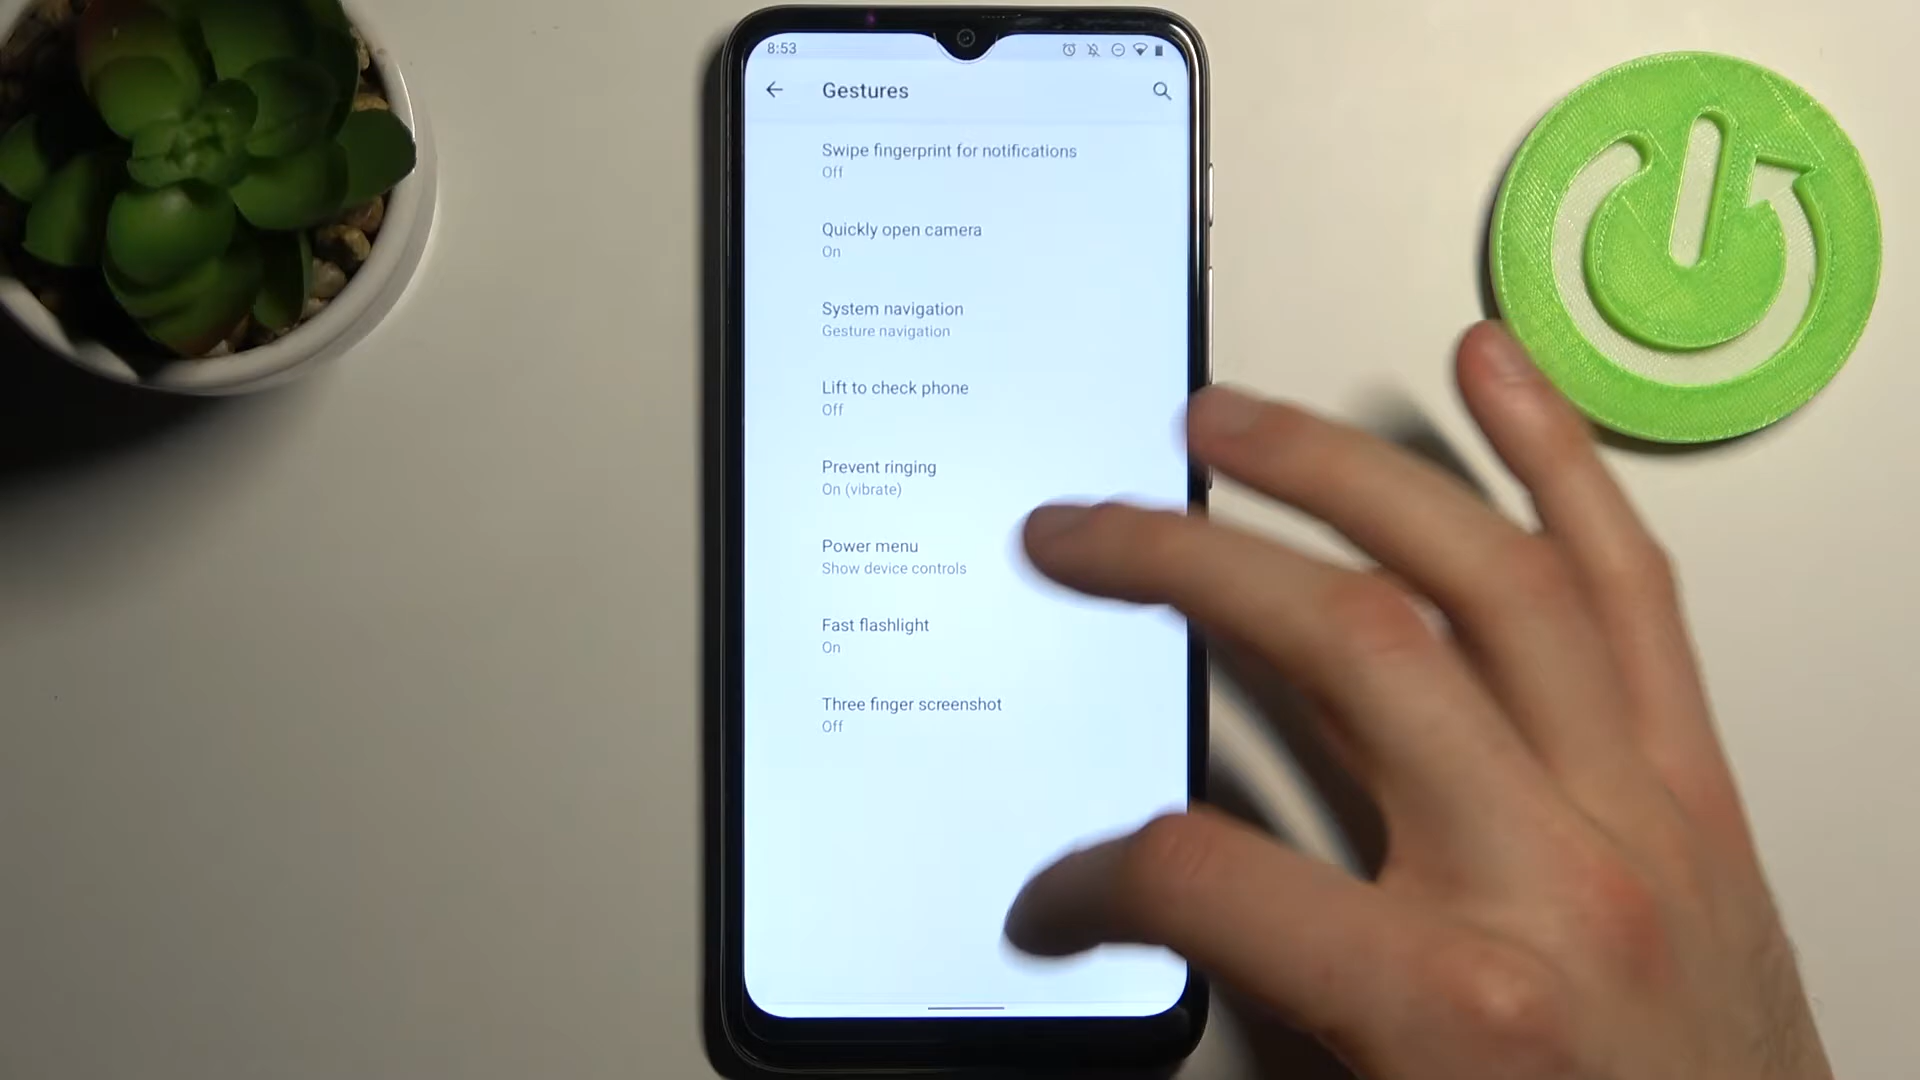 8:53
Gestures
Swipe fingerprint for notifications
Off
Quickly open camera
On
System navigation
Gesture navigation
Lift to check phone
Off
Prevent ringing
On (vibrate)
Power menu
Show device controls
Fast flashlight
On
Three finger screenshot
Off